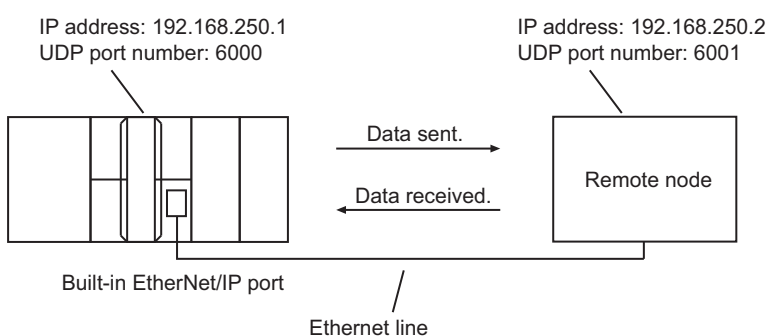 IP address: 192.168.250.1
UDP port number: 6000
IP address: 192.168.250.2
UDP port number: 6001
Data sent.
Data received.
Remote node
Built-in EtherNet/IP port
Ethernet line